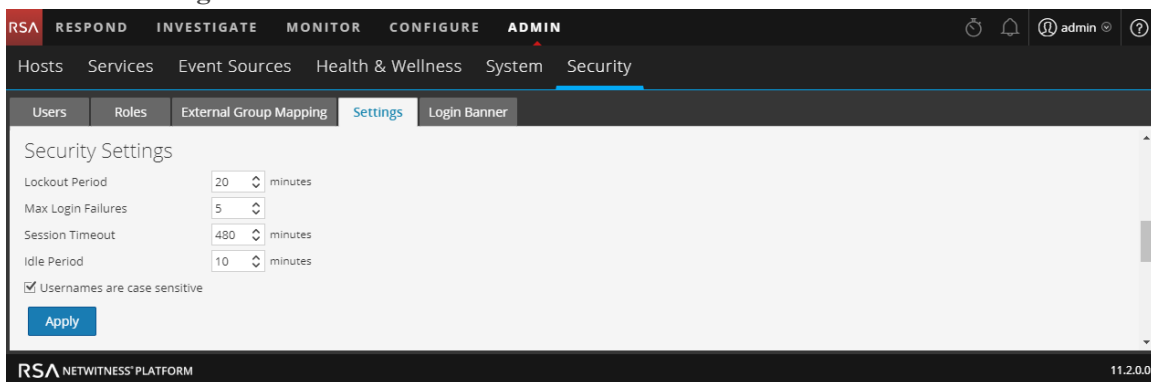 RSA RESPOND INVESTIGATE MONITOR CONFIGURE ADMIN admin ?
Hosts Services Event Sources Health & Wellness System Security
Users Roles External Group Mapping Settings Login Banner
Security Settings
Lockout Period 20 minutes
Max Login Failures 5
Session Timeout 480 minutes
Idle Period 10 minutes
Usernames are case sensitive
Apply
RSA NETWITNESS® PLATFORM 11.2.0.0